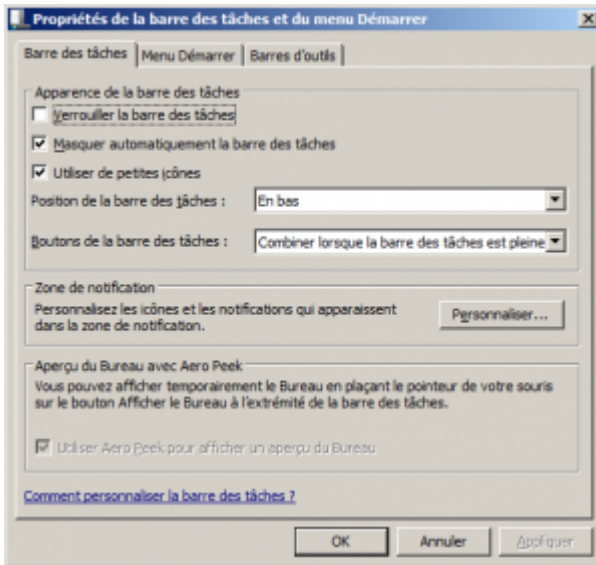 Propriétés de la barre des tâches et du menu Démarrer
Barre des tâches
Menu Démarrer
Barres d'outils
Apparence de la barre des tâches
Verrouiller la barre des tâches
Masquer automatiquement la barre des tâches
Utiliser de petites icônes
Position de la barre des tâches :
En bas
Boutons de la barre des tâches :
Combiner lorsque la barre des tâches est pleine
Zone de notification
Personnalisez les icônes et les notifications qui apparaissent
dans la zone de notification.
Personnaliser...
Aperçu du Bureau avec Aero Peek
Vous pouvez afficher temporairement le Bureau en plaçant le pointeur de votre souris
sur le bouton Afficher le Bureau à l'extrémité de la barre des tâches.
Utiliser Aero Peek pour afficher un aperçu du Bureau
Comment personnaliser la barre des tâches ?
OK
Annuler
Appliquer